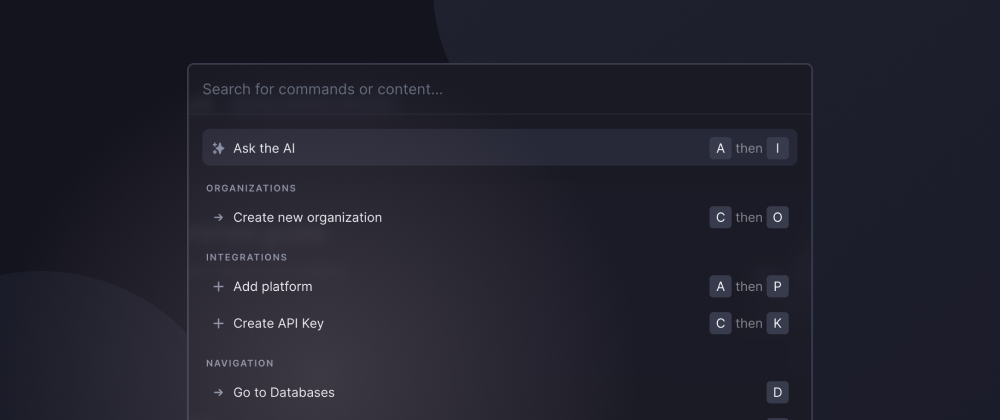 Search for commands or content...
Ask the AI A then I
ORGANIZATIONS
Create new organization C then O
INTEGRATIONS
Add platform A then P
Create API Key C then K
NAVIGATION
Go to Databases D